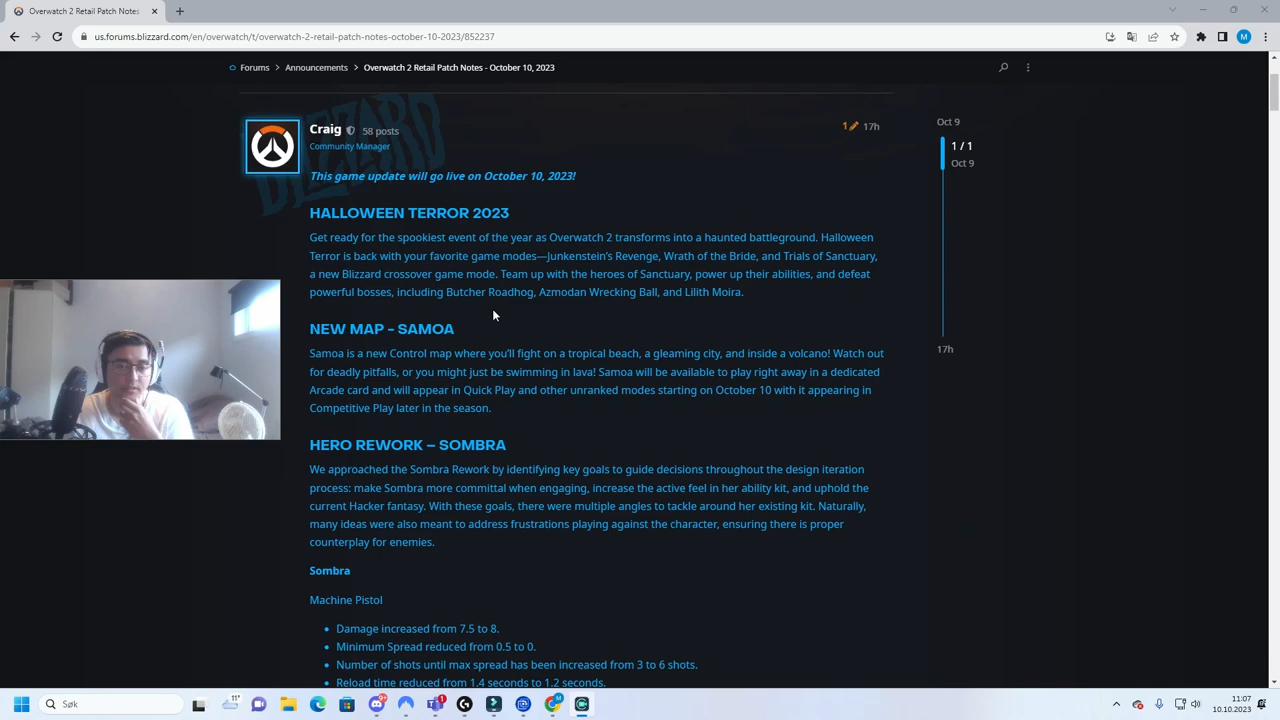 Overwatch 2 Retail Patch Notes
us.forums.blizzard.com/en/overwatch/t/overwatch-2-retail-patch-notes-october-10-2023/852237
M
Forums > Announcements > Overwatch 2 Retail Patch Notes - October 10, 2023
BLIZZARD
Craig 58 posts 1 17h
Community Manager
Oct 9
1 / 1
Oct 9
17h
This game update will go live on October 10, 2023!
HALLOWEEN TERROR 2023
Get ready for the spookiest event of the year as Overwatch 2 transforms into a haunted battleground. Halloween
Terror is back with your favorite game modes—Junkenstein's Revenge, Wrath of the Bride, and Trials of Sanctuary,
a new Blizzard crossover game mode. Team up with the heroes of Sanctuary, power up their abilities, and defeat
powerful bosses, including Butcher Roadhog, Azmodan Wrecking Ball, and Lilith Moira.
NEW MAP - SAMOA
Samoa is a new Control map where you'll fight on a tropical beach, a gleaming city, and inside a volcano! Watch out
for deadly pitfalls, or you might just be swimming in lava! Samoa will be available to play right away in a dedicated
Arcade card and will appear in Quick Play and other unranked modes starting on October 10 with it appearing in
Competitive Play later in the season.
HERO REWORK – SOMBRA
We approached the Sombra Rework by identifying key goals to guide decisions throughout the design iteration
process: make Sombra more committal when engaging, increase the active feel in her ability kit, and uphold the
current Hacker fantasy. With these goals, there were multiple angles to tackle around her existing kit. Naturally,
many ideas were also meant to address frustrations playing against the character, ensuring there is proper
counterplay for enemies.
Sombra
Machine Pistol
• Damage increased from 7.5 to 8.
• Minimum Spread reduced from 0.5 to 0.
• Number of shots until max spread has been increased from 3 to 6 shots.
• Reload time reduced from 1.4 seconds to 1.2 seconds.
Søk
11°
9+
1
11:07
10.10.2023